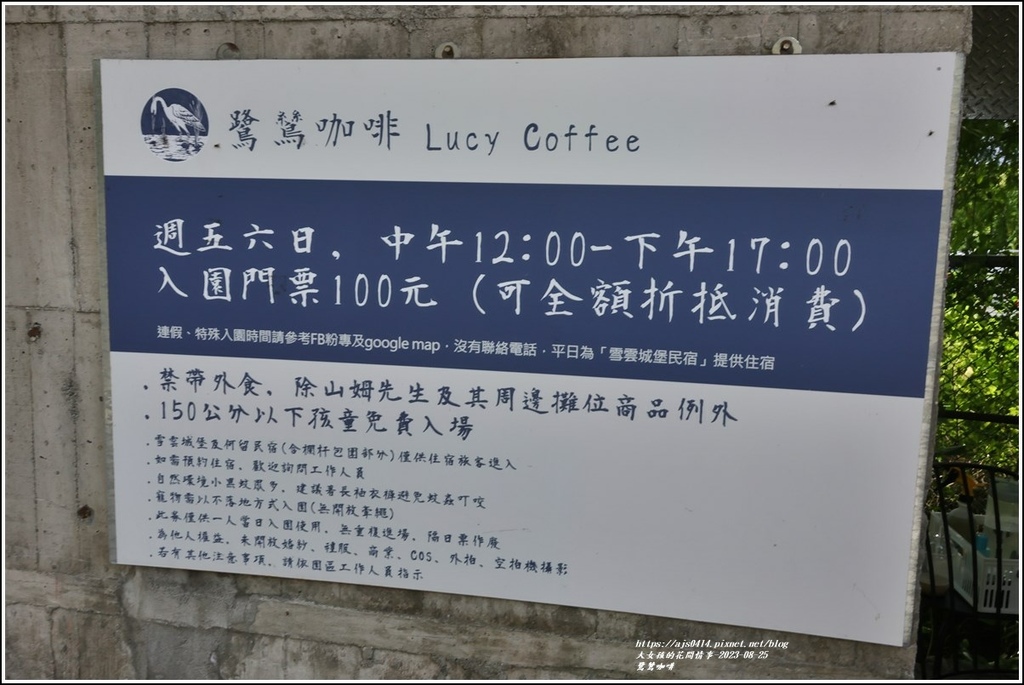 鷺鷥咖啡 Lucy Coffee
週五六日，中午12:00-下午17:00
入園門票100元（可全額折抵消費）
連假、特殊入園時間請參考FB粉專及google map，沒有聯絡電話，平日為「雪雲城堡民宿」提供住宿
．禁帶外食，除山姆先生及其周邊攤位商品例外
．150公分以下孩童免費入場
．雪雲城堡及何留民宿(含欄杆包圍部外)僅供住宿旅客進入
．如需預約住宿，歡迎詢問工作人員
．自然環境小黑蚊眾多，建議著長袖衣褲避免蚊蟲叮咬
．寵物需以不落地方式入園(無開放牽繩)
．此券僅供一人當日入園使用，無重複進場，隔日票作廢
．為他人權益，未開放婚紗、禮服、商業、COS、外拍、空拍機攝影
．若有其他注意事項，請依園區工作人員指示
https://ajs0414.pixnet.net/blog
大女孩的花間情事-2023-08-25
鷺鷥咖啡